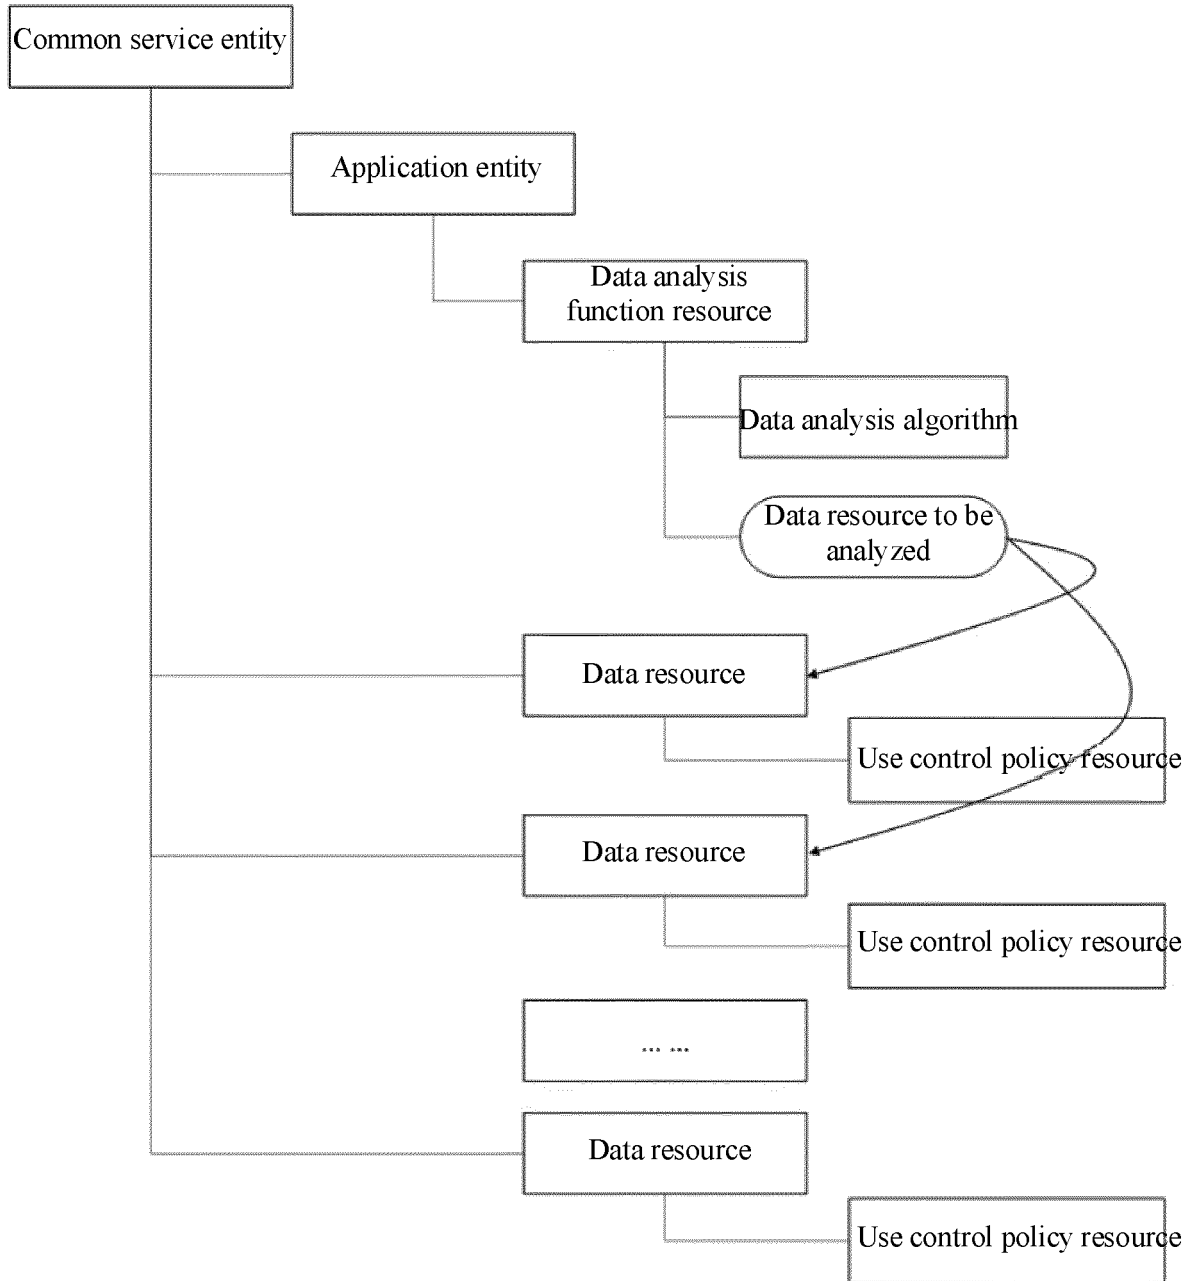 Common service entity
Application entity
Data analysis
function resource
Data analysis algorithm
Data resource to be
analyzed
Data resource
Use control policy resource
Data resource
Use control policy resource
... ...
Data resource
Use control policy resource